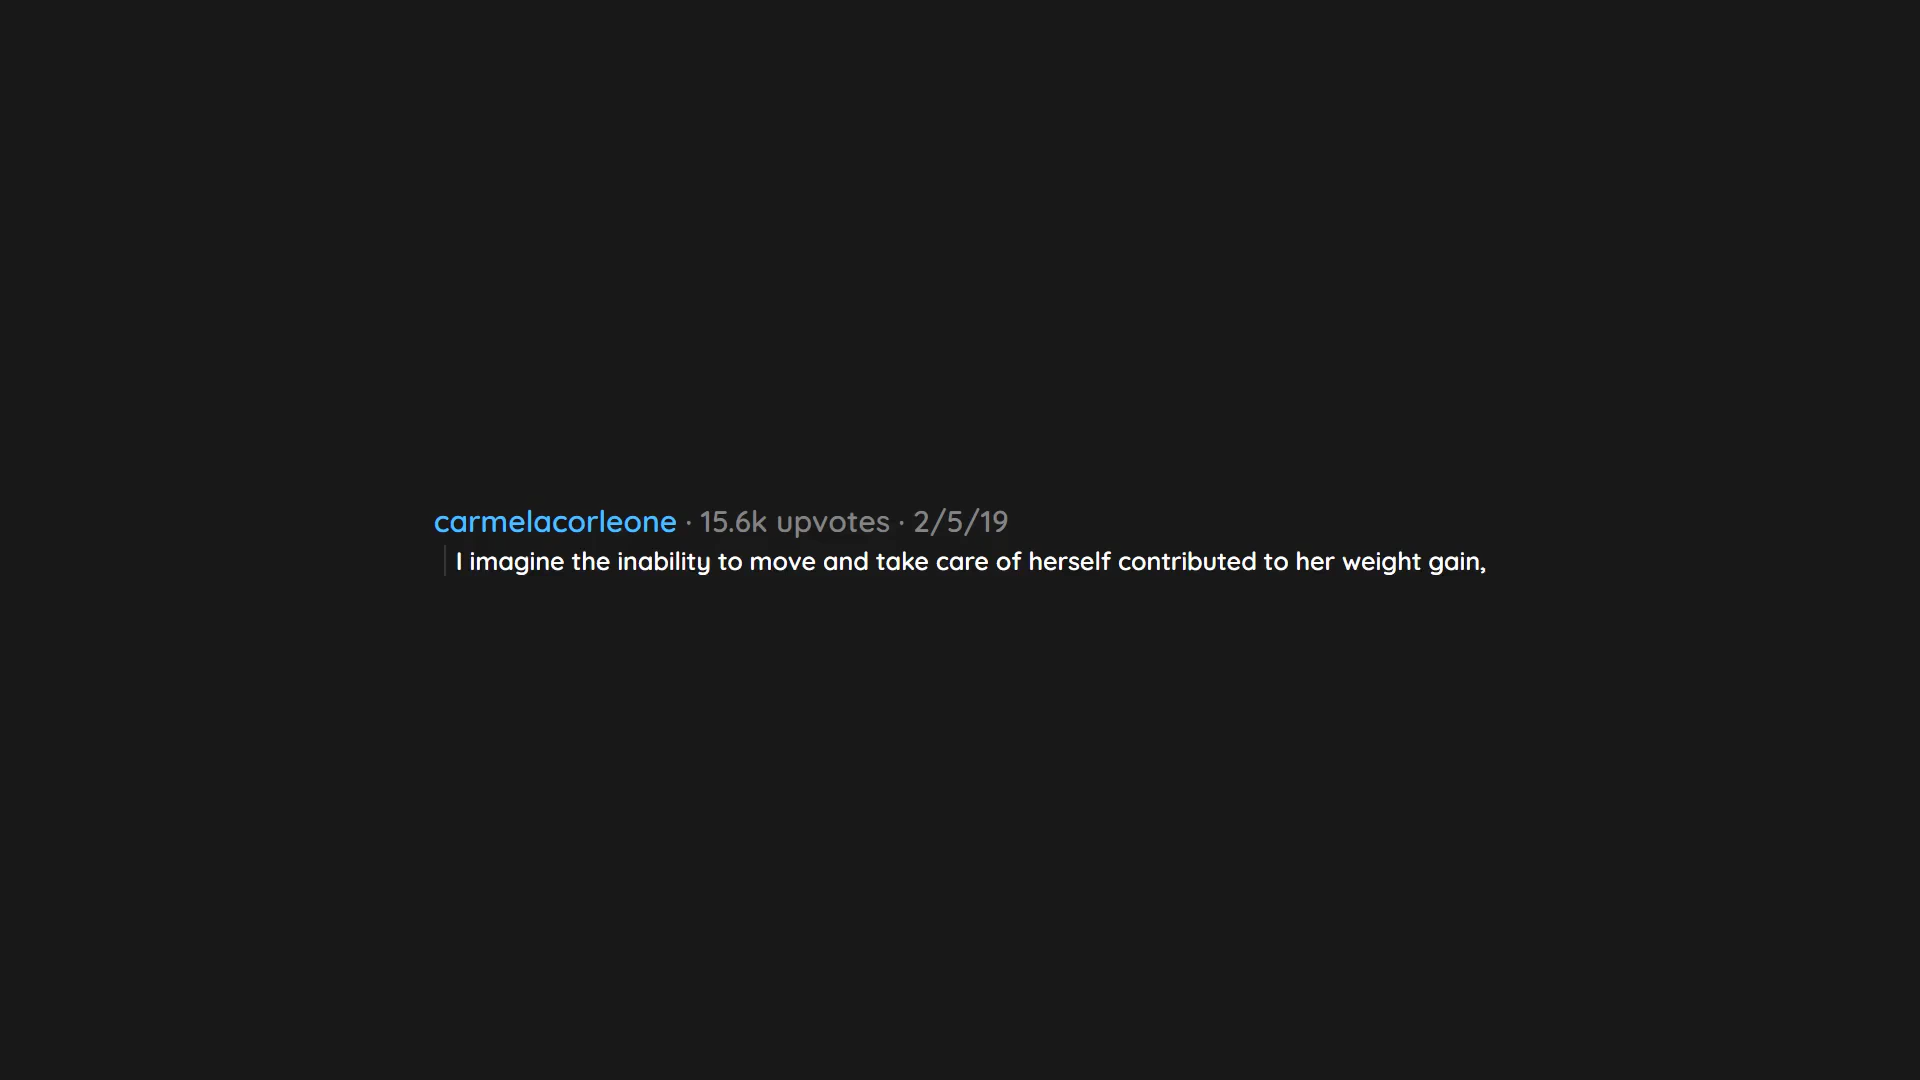 carmelacorleone · 15.6k upvotes · 2/5/19
I imagine the inability to move and take care of herself contributed to her weight gain,